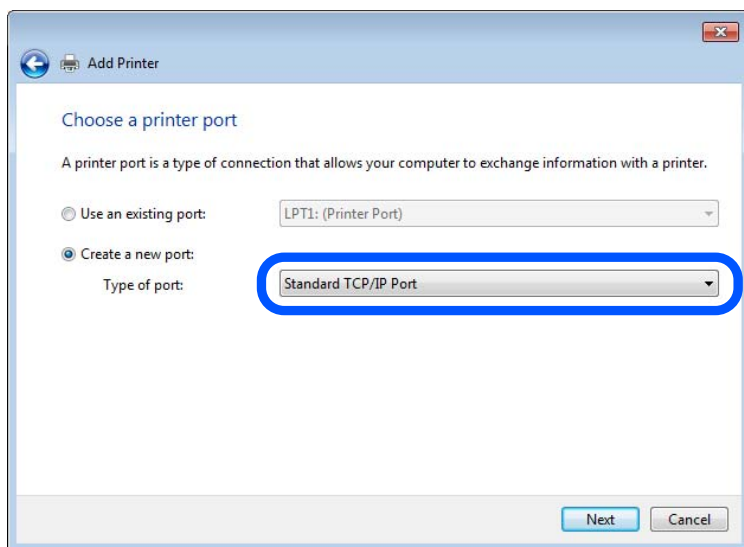 Add Printer
Choose a printer port
A printer port is a type of connection that allows your computer to exchange information with a printer.
Use an existing port: LPT1: (Printer Port)
Create a new port:
Type of port: Standard TCP/IP Port
Next Cancel